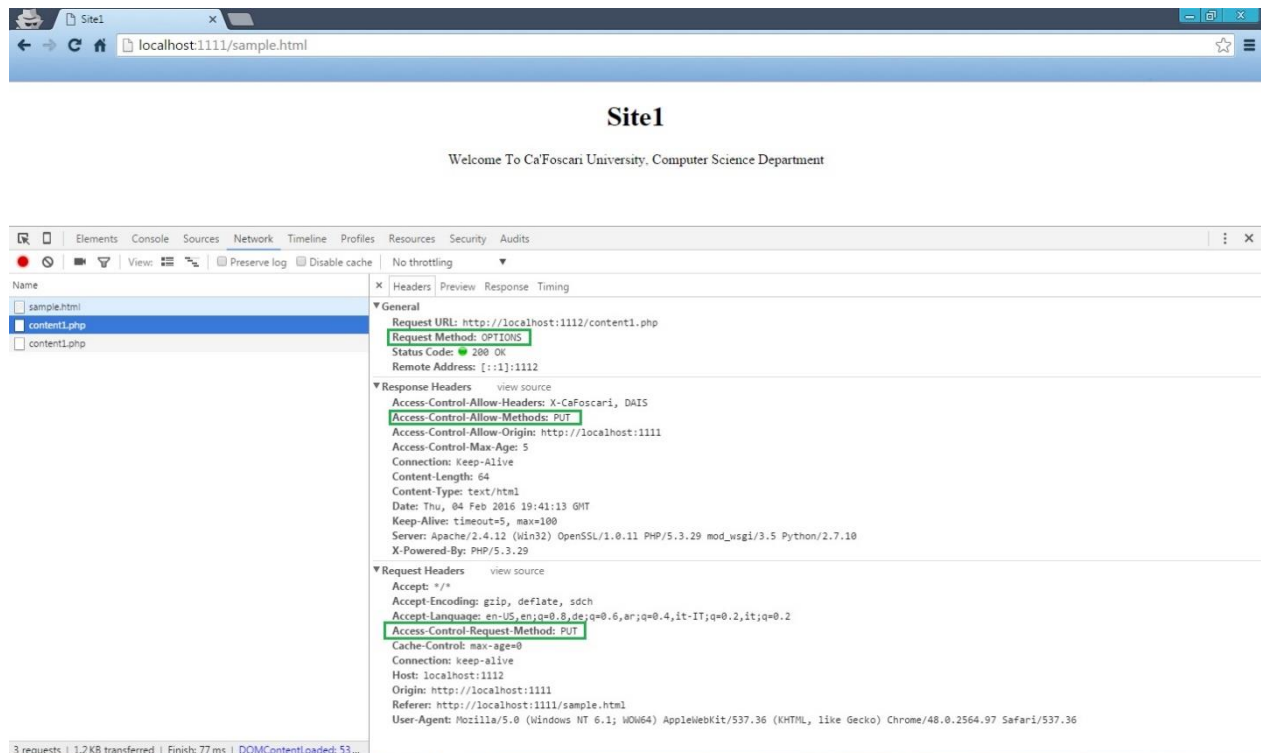 Site1
localhost:1111/sample.html
Site1
Welcome To Ca'Foscari University, Computer Science Department
Elements Console Sources Network Timeline Profiles Resources Security Audits
View: Preserve log Disable cache No throttling
Name
sample.html
content1.php
content1.php
Headers Preview Response Timing
General
Request URL: http://localhost:1112/content1.php
Request Method: OPTIONS
Status Code: 200 OK
Remote Address: [::1]:1112
Response Headers view source
Access-Control-Allow-Headers: X-CaFoscari, DAIS
Access-Control-Allow-Methods: PUT
Access-Control-Allow-Origin: http://localhost:1111
Access-Control-Max-Age: 5
Connection: Keep-Alive
Content-Length: 64
Content-Type: text/html
Date: Thu, 04 Feb 2016 19:41:13 GMT
Keep-Alive: timeout=5, max=100
Server: Apache/2.4.12 (Win32) OpenSSL/1.0.1l PHP/5.3.29 mod_wsgi/3.5 Python/2.7.10
X-Powered-By: PHP/5.3.29
Request Headers view source
Accept: */*
Accept-Encoding: gzip, deflate, sdch
Accept-Language: en-US,en;q=0.8,de;q=0.6,ar;q=0.4,it-IT;q=0.2,it;q=0.2
Access-Control-Request-Method: PUT
Cache-Control: max-age=0
Connection: keep-alive
Host: localhost:1112
Origin: http://localhost:1111
Referer: http://localhost:1111/sample.html
User-Agent: Mozilla/5.0 (Windows NT 6.1; WOW64) AppleWebKit/537.36 (KHTML, like Gecko) Chrome/48.0.2564.97 Safari/537.36
3 requests | 1.2 KB transferred | Finish: 77 ms | DOMContentLoaded: 53...